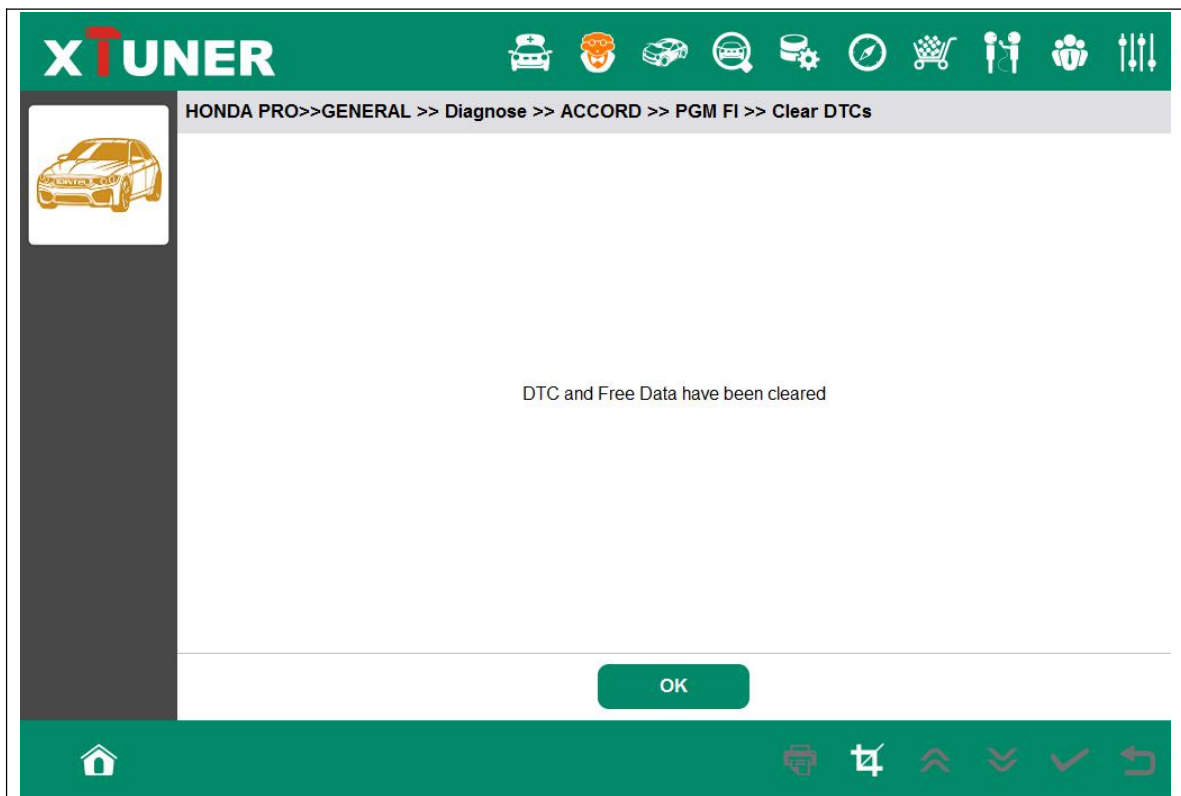 XTUNER
HONDA PRO>>GENERAL >> Diagnose >> ACCORD >> PGM FI >> Clear DTCs
DTC and Free Data have been cleared
OK